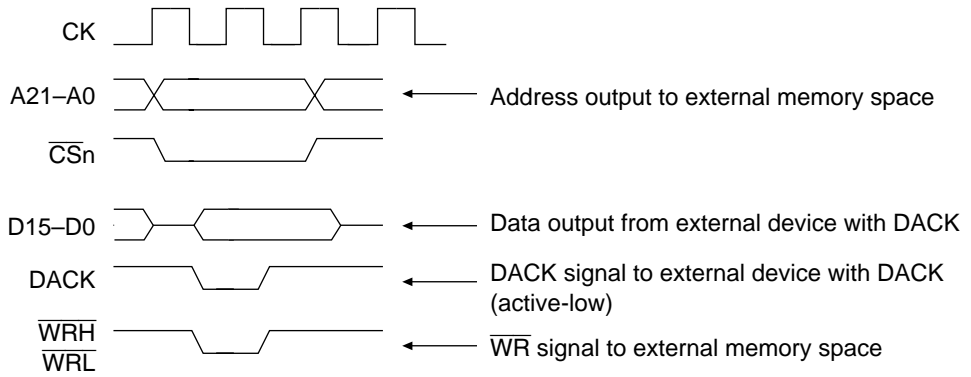 CK
A21–A0
Address output to external memory space
CSn
D15–D0
Data output from external device with DACK
DACK
DACK signal to external device with DACK
(active-low)
WRH
WRL
WR signal to external memory space